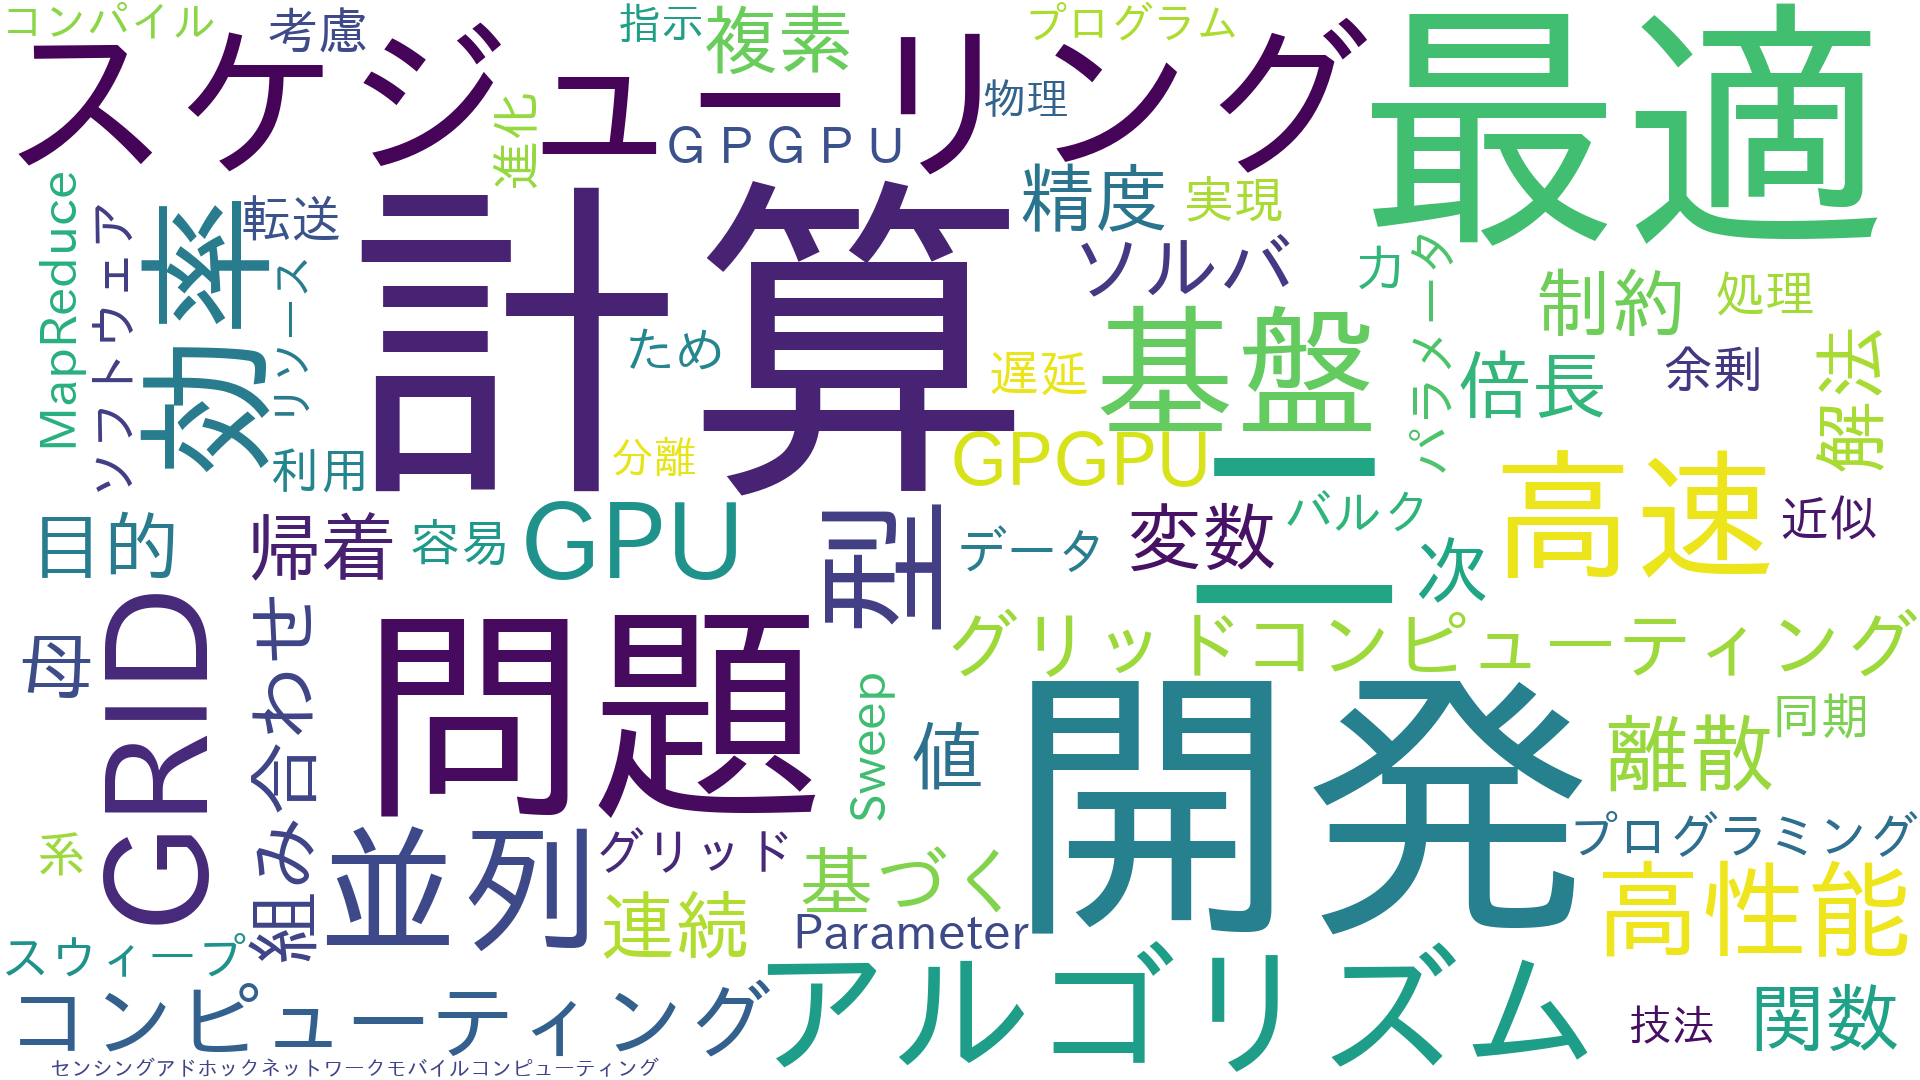 コンパイル
考慮
指示
複素
プログラム
スケジューリング
最適
物理
進化
GPGPU
精度
実現
MapReduce
ソフトウェア
効率
転送
リソース
計算
ソルバ
カ
パラメータ
制約
処理
ため
基盤
遅延
倍長
余剰
解法
利用
分離
GPGPU
一
高速
目的
帰着
容易
GPU
型
データ
変数
バルク
近似
一
次
母
GRID
組み合わせ
問題
グリッドコンピューティング
Sweep
値
開発
離散
同期
系
並列
グリッド
基づく
プログラミング
連続
Parameter
高性能
スウィープ
コンピューティング
アルゴリズム
技法
関数
センシングアドホックネットワークモバイルコンピューティング